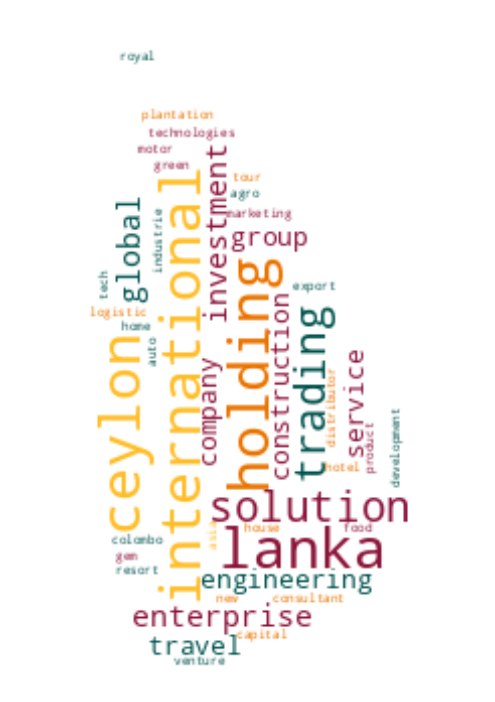 royal
plantation
technologies
motor
green
tour
agro
marketing
group
investment
international
global
industrie
tech
logistic
home
auto
ceylon
holding
export
construction
trading
company
service
distributor
product
hotel
development
solution
house
food
lanka
asia
colombo
gem
resort
engineering
new
consultant
enterprise
capital
travel
venture